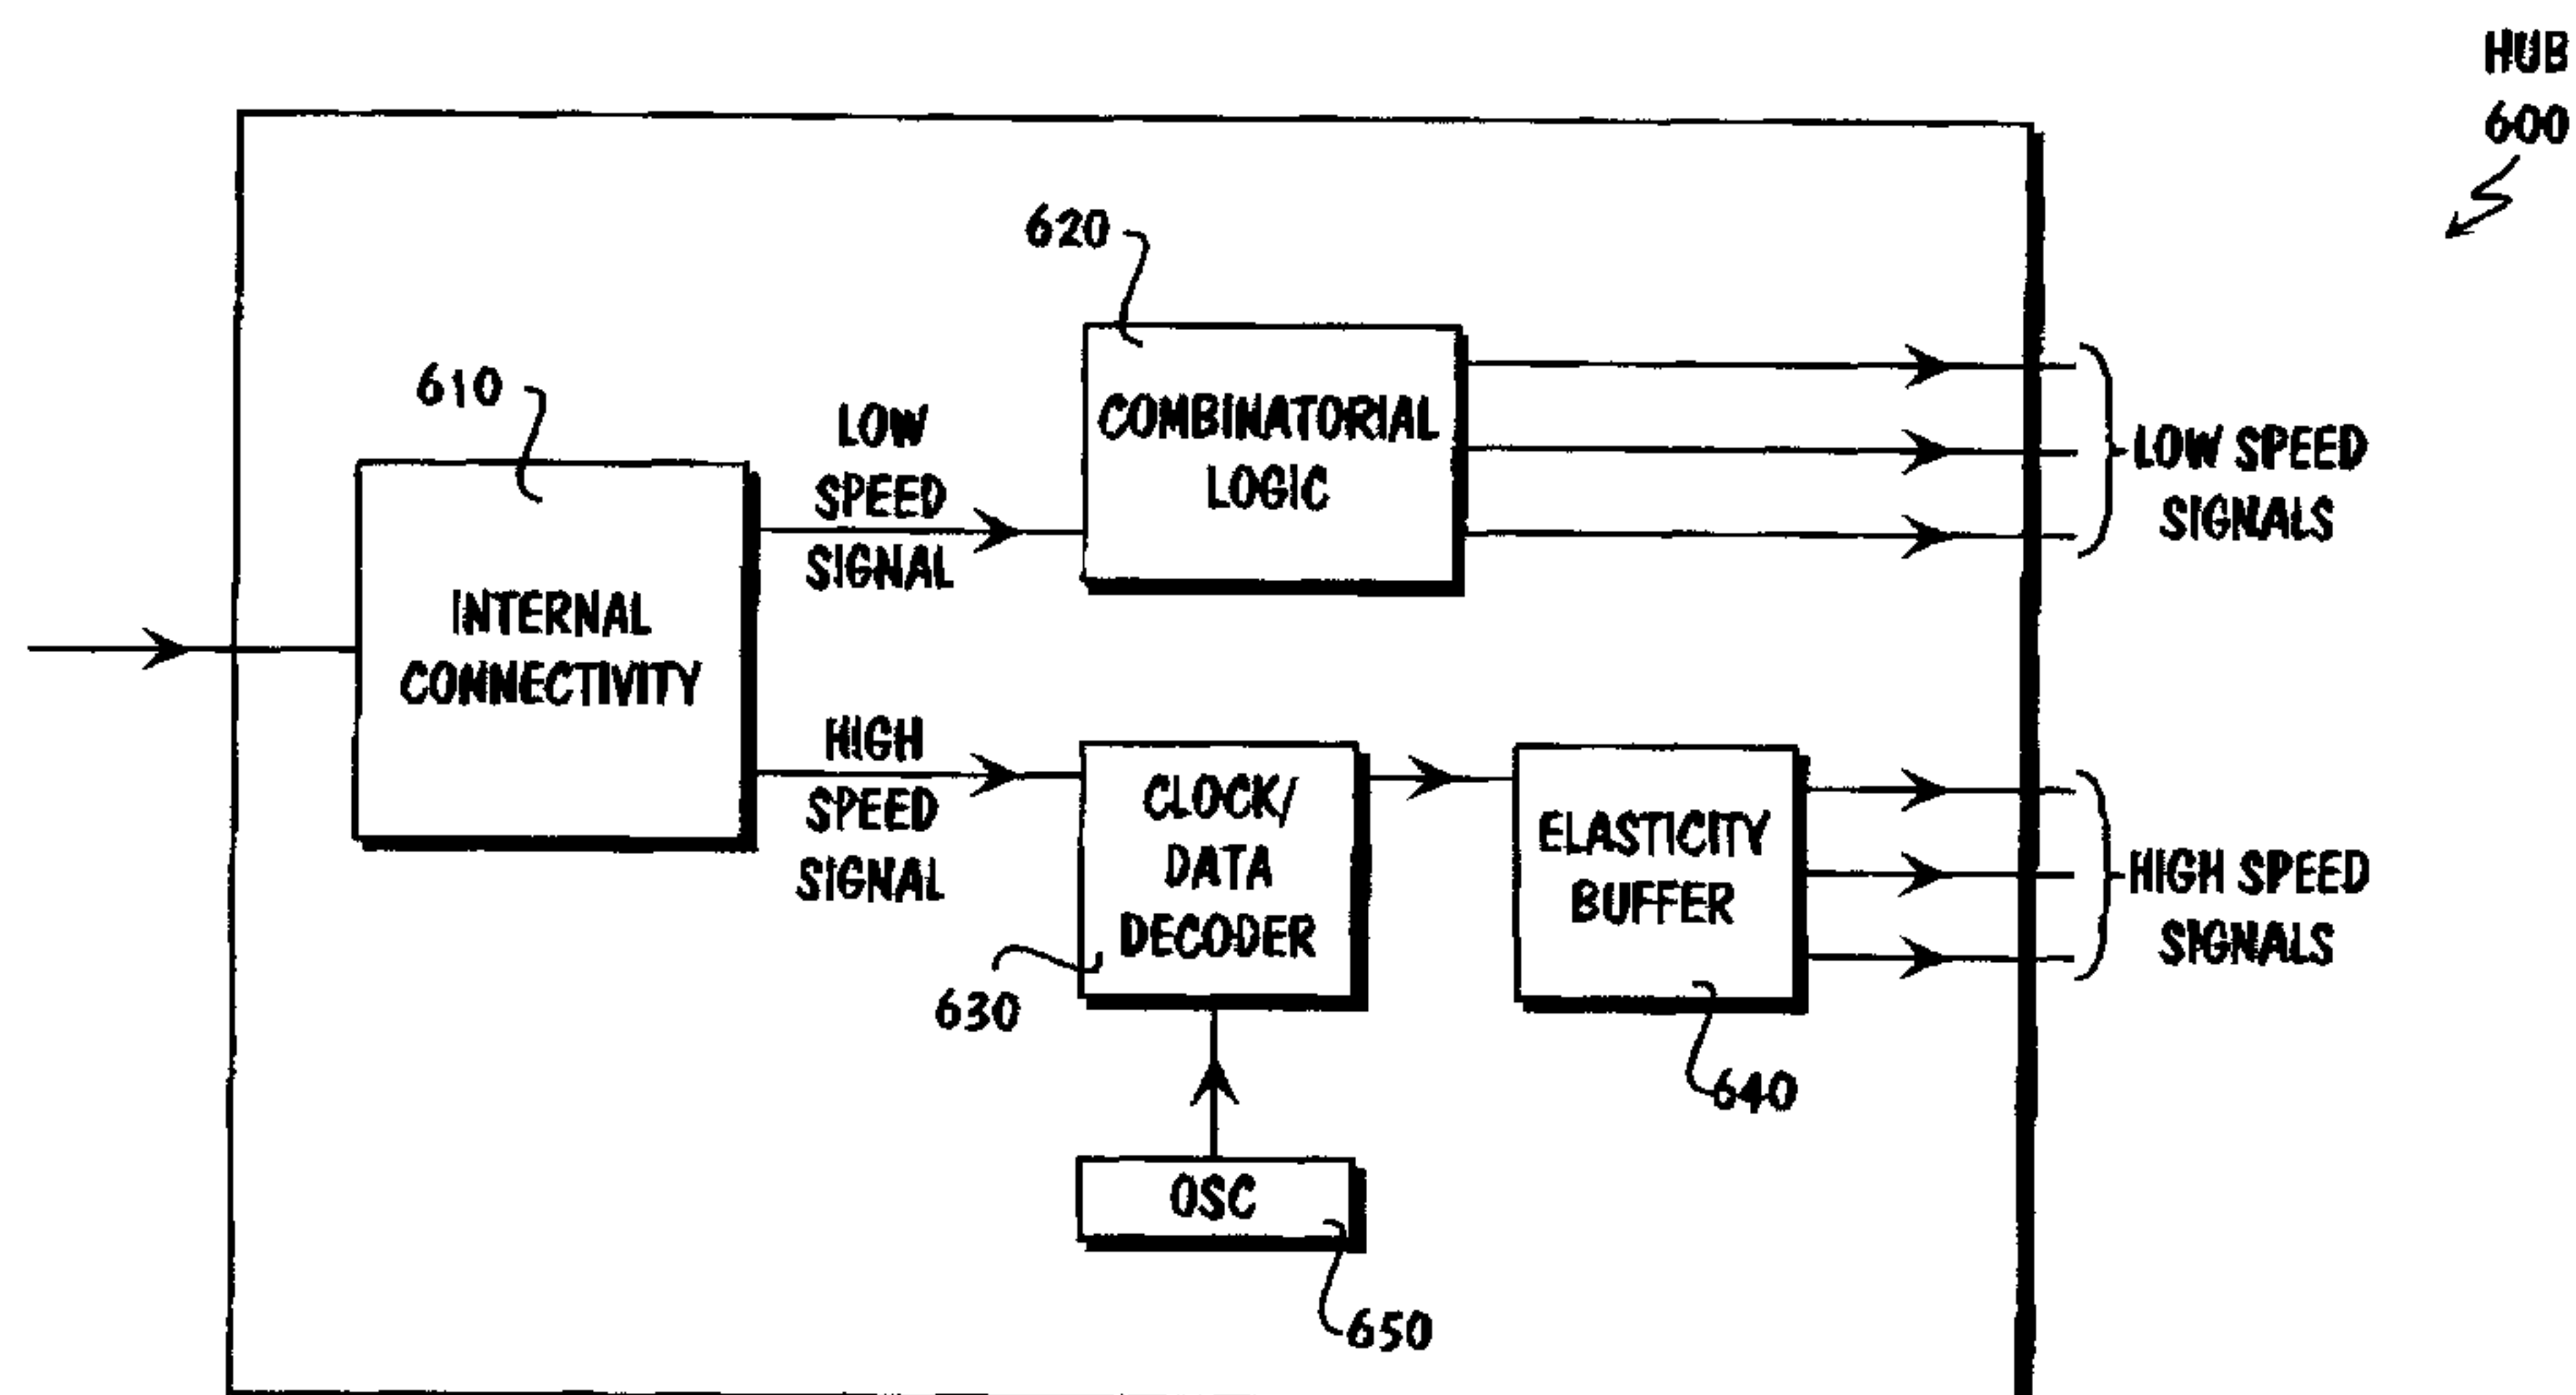 HUB
600
620
610
LOW
SPEED
SIGNAL
COMBINATORIAL
LOGIC
LOW SPEED
SIGNALS
INTERNAL
CONNECTIVITY
HIGH
SPEED
SIGNAL
CLOCK/
DATA
DECODER
ELASTICITY
BUFFER
HIGH SPEED
SIGNALS
630
640
OSC
650